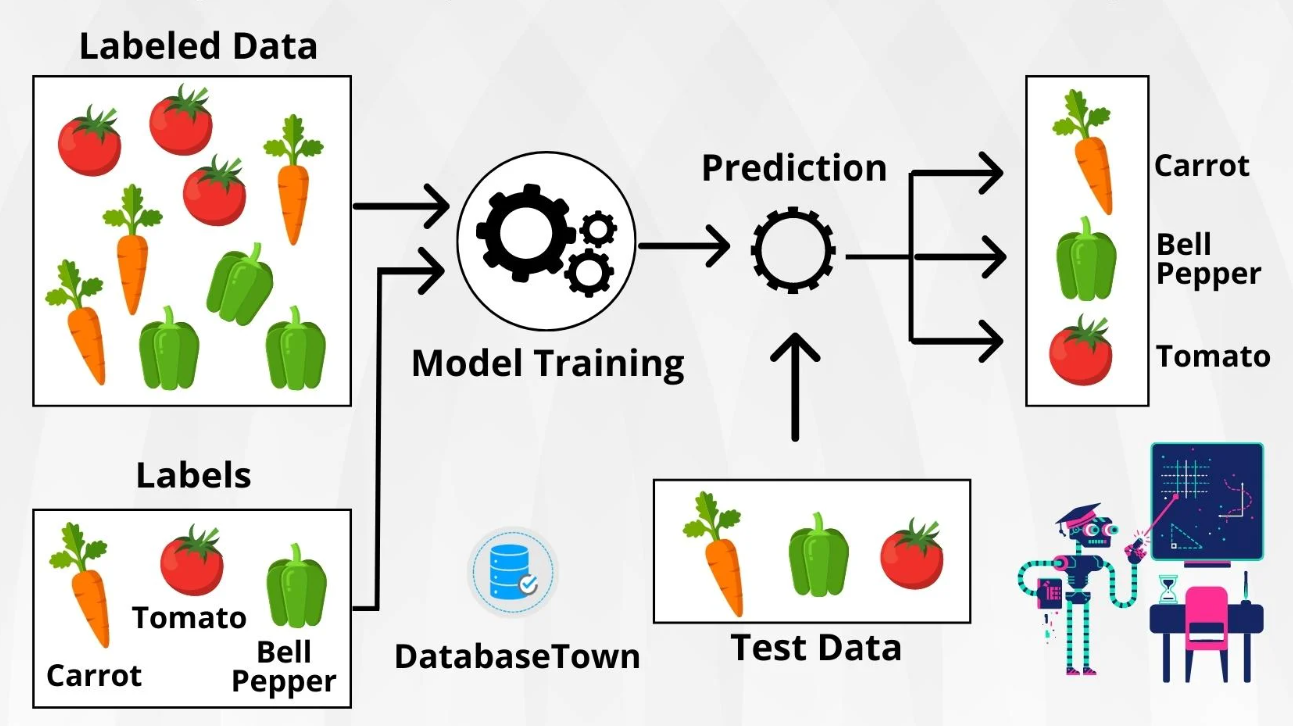 Labeled Data
Prediction
Carrot
Bell
Pepper
Tomato
Model Training
Labels
Tomato
Carrot
Bell
Pepper
DatabaseTown
Test Data